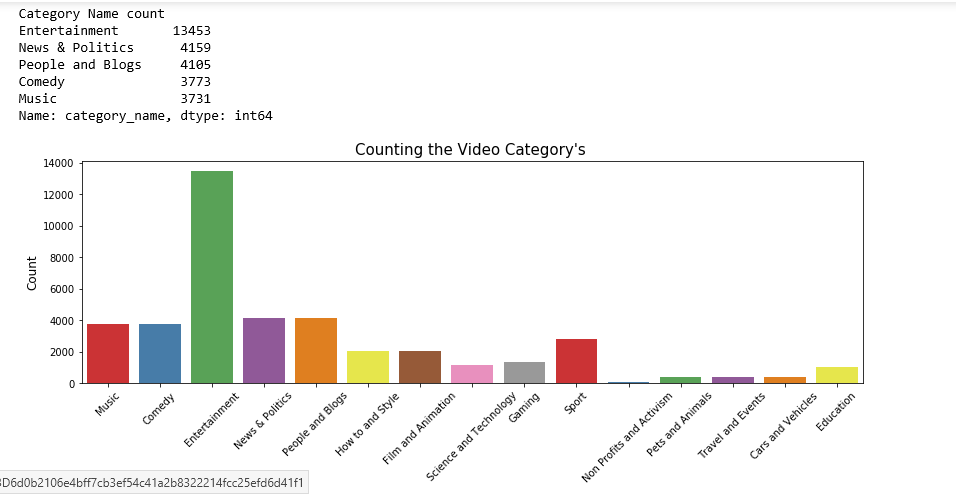 Category Name count
Entertainment 13453
News & Politics 4159
People and Blogs 4105
Comedy 3773
Music 3731
Name: category_name, dtype: int64
Counting the Video Category's
14000
12000
10000
8000
6000
4000
2000
0
Count
Music
Comedy
Entertainment
News & Politics
People and Blogs
How to and Style
Film and Animation
Science and Technology
Gaming
Sport
Non Profits and Activism
Pets and Animals
Travel and Events
Cars and Vehicles
Education
3D6d0b2106e4bff7cb3ef54c41a2b8322214fcc25efd6d41f1